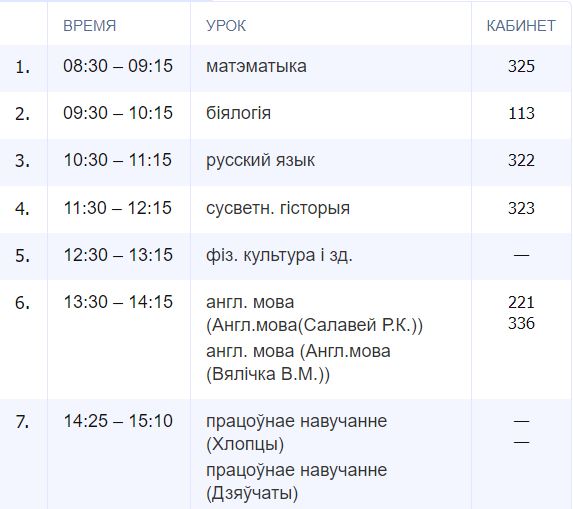 ВРЕМЯ УРОК КАБИНЕТ
1. 08:30 – 09:15 матэматыка 325
2. 09:30 – 10:15 біялогія 113
3. 10:30 – 11:15 русский язык 322
4. 11:30 – 12:15 сусветн. гісторыя 323
5. 12:30 – 13:15 фіз. культура і зд. —
6. 13:30 – 14:15 англ. мова 221
(Англ.мова(Салавей Р.К.)) 336
англ. мова (Англ.мова
(Вялічка В.М.))
7. 14:25 – 15:10 працоўнае навучанне —
(Хлопцы) —
працоўнае навучанне
(Дзяўчаты)